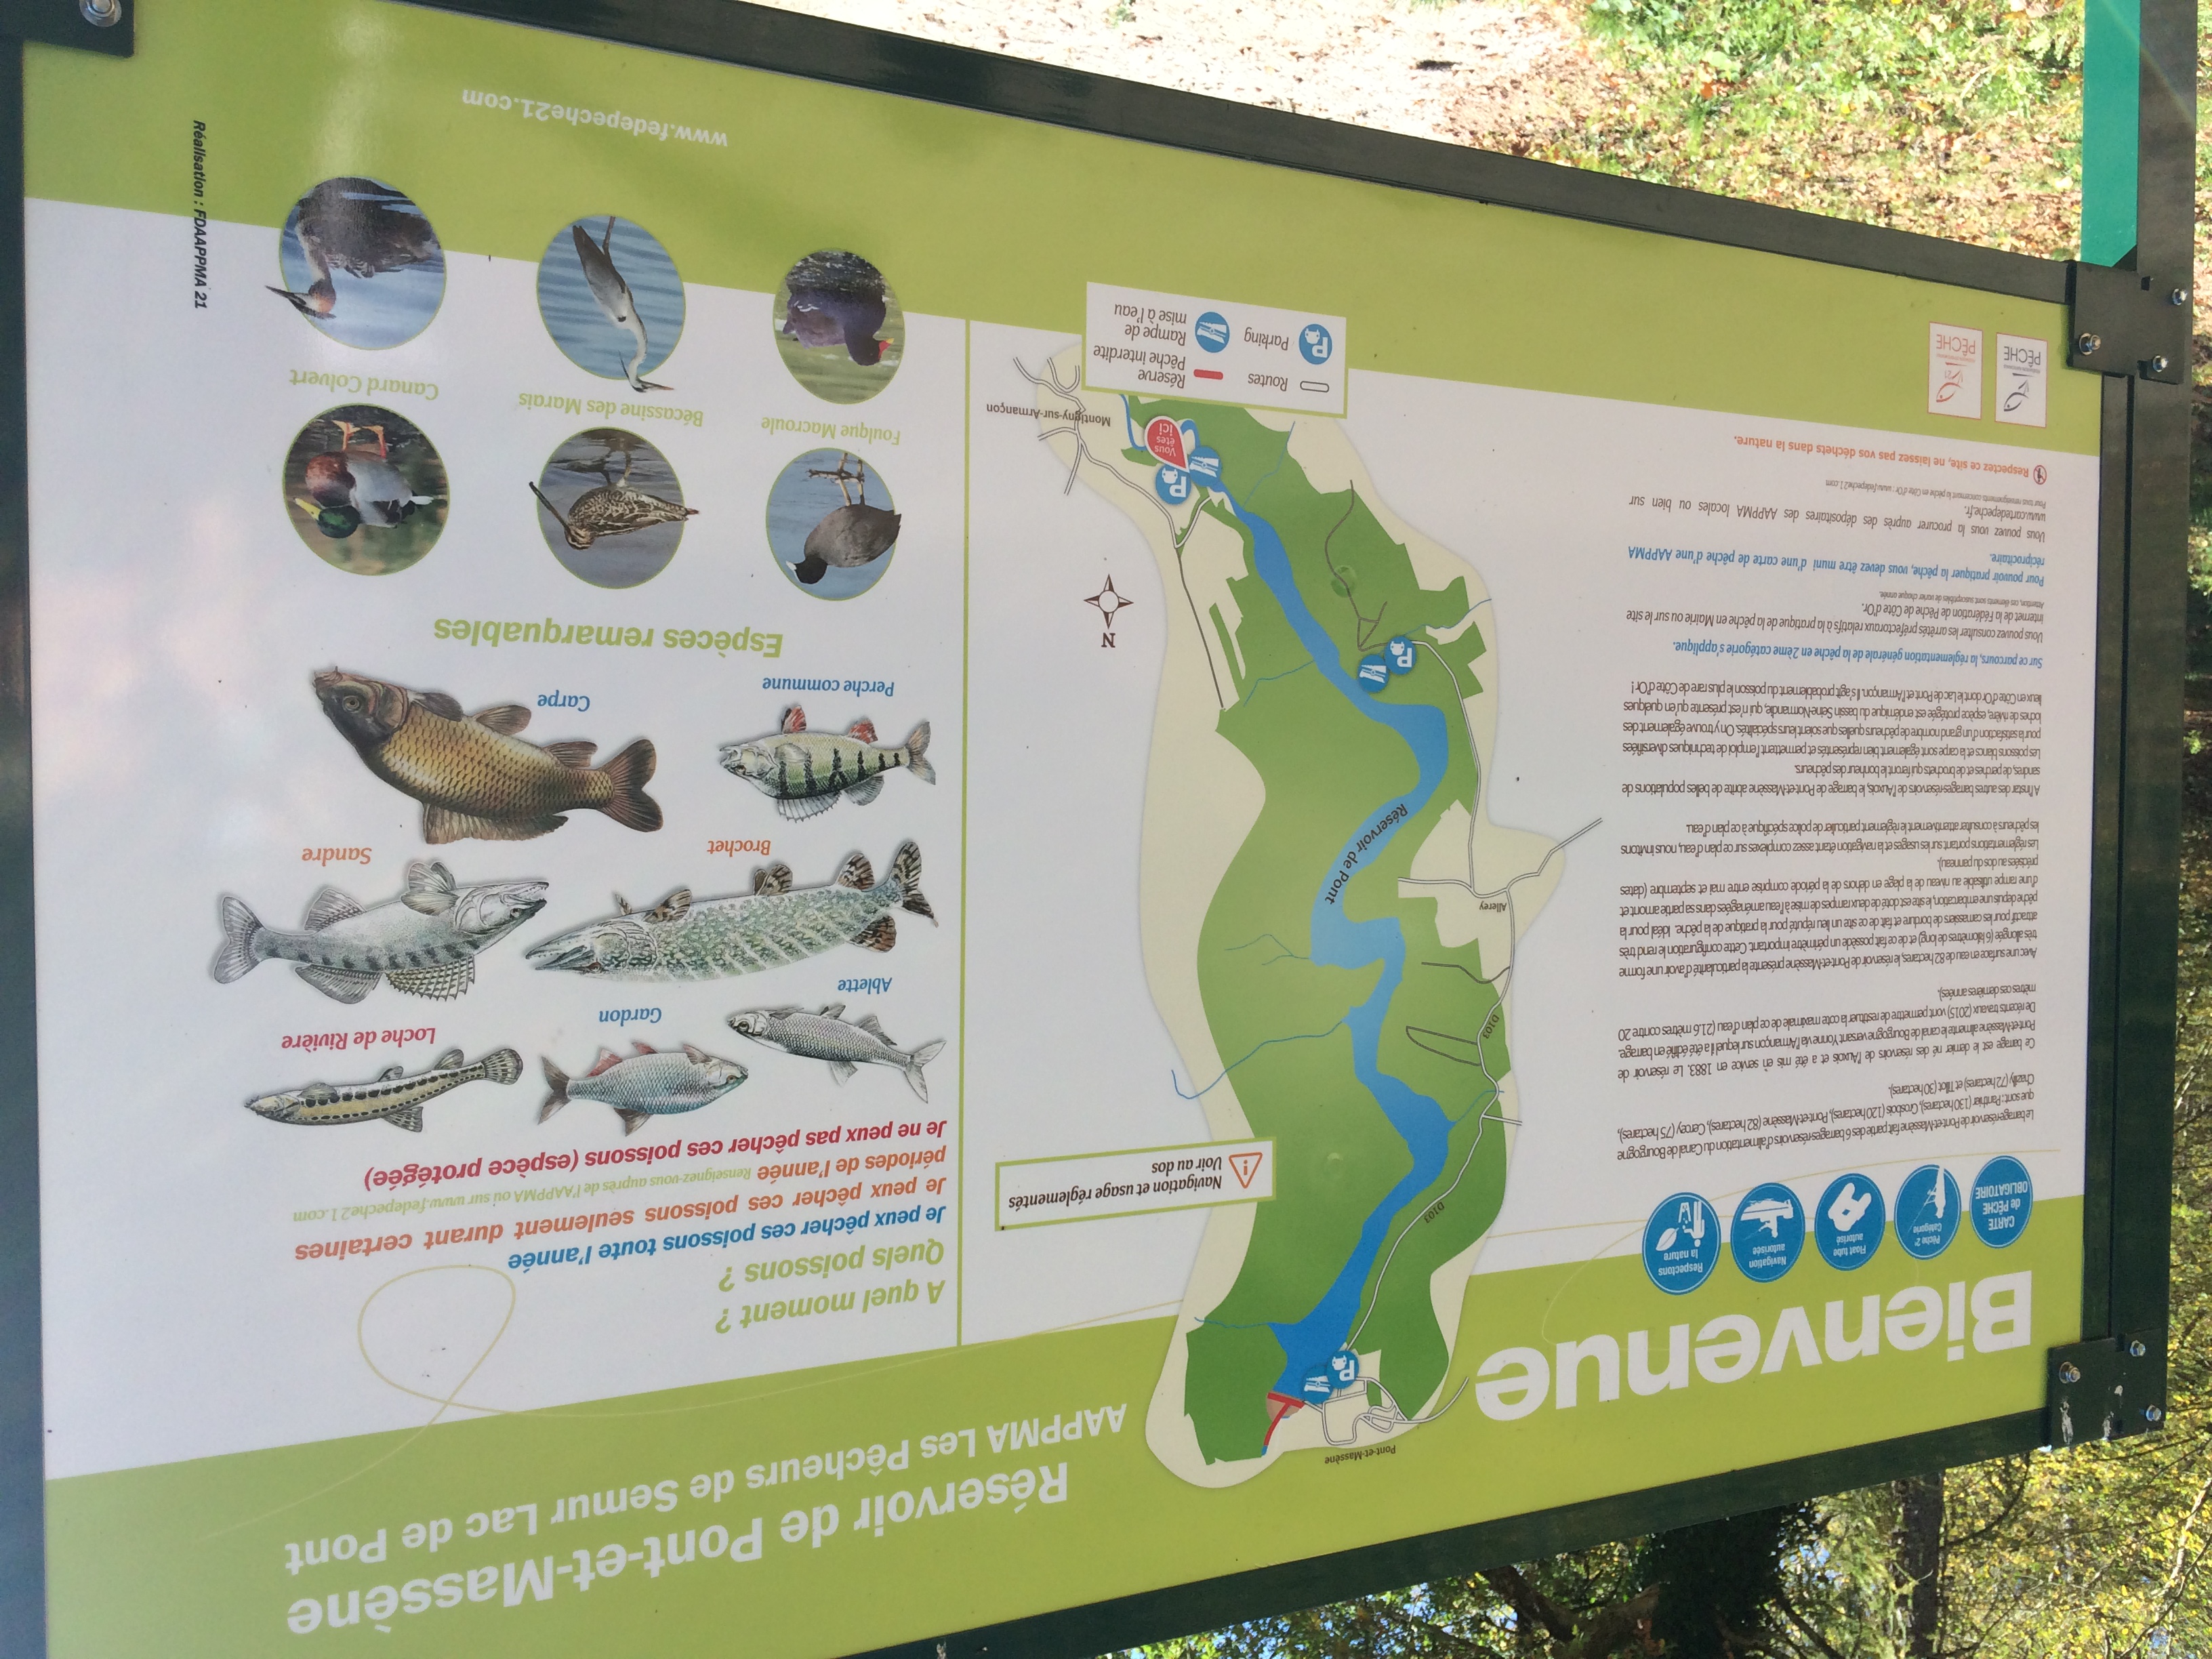 Réservoir de Pont-et-Massène
AAPPMA Les Pêcheurs de Semur Lac de Pont
Bienvenue
CARTE
de PÊCHE
OBLIGATOIRE
Pêche 2e
Catégorie
Float tube
autorisé
Navigation
autorisée
Respectons
la nature
Le barrage-réservoir de Pont-et-Massène fait partie des 6 barrages-réservoirs d'alimentation du Canal de Bourgogne
que sont : Panthier (130 hectares), Grosbois (120 hectares), Pont-et-Massène (82 hectares), Cercey (75 hectares),
Chazilly (72 hectares) et Tillot (30 hectares).
Ce barrage est le dernier né des réservoirs de l'Auxois et a été mis en service en 1883. Le réservoir de
Pont-et-Massène alimente le canal de Bourgogne versant Yonne via l'Armançon sur lequel il a été édifié en barrage.
De récents travaux (2015) vont permettre de restituer la cote maximale de ce plan d'eau (21.6 mètres contre 20
mètres ces dernières années).
Avec une surface en eau de 82 hectares, le réservoir de Pont-et-Massène présente la particularité d'avoir une forme
très allongée (6 kilomètres de long) et de ce fait possède un périmètre important. Cette configuration le rend très
attractif pour les carnassiers de bordure et fait de ce site un lieu réputé pour la pratique de la pêche. Idéal pour la
pêche depuis une embarcation, le site est doté de deux rampes de mise à l'eau aménagées dans sa partie amont et
d'une rampe utilisable au niveau de la plage en dehors de la période comprise entre mai et septembre (dates
précisées au dos du panneau).
Les réglementations portant sur les usages et la navigation étant assez complexes sur ce plan d'eau, nous invitons
les pêcheurs à consulter attentivement le règlement particulier de police spécifique à ce plan d'eau.
A l'instar des autres barrages-réservoirs de l'Auxois, le barrage de Pont-et-Massène abrite de belles populations de
sandres, de perches et de brochets qui feront le bonheur des pêcheurs.
Les poissons blancs et la carpe sont également bien représentés et permettent l'emploi de techniques diversifiées
pour la satisfaction d'un grand nombre de pêcheurs quelles que soient leurs spécialités. On y trouve également des
loches de rivière, espèce protégée est endémique du bassin Seine-Normandie, qui n'est présente qu'en quelques
lieux en Côte d'Or dont le Lac de Pont et l'Armançon. Il s'agit probablement du poisson le plus rare de Côte d'Or !
Sur ce parcours, la réglementation générale de la pêche en 2ème catégorie s'applique.
Vous pouvez consulter les arrêtés préfectoraux relatifs à la pratique de la pêche en Mairie ou sur le site
internet de la Fédération de Pêche de Côte d'Or.
Attention, ces éléments sont susceptibles de varier chaque année.
Pour pouvoir pratiquer la pêche, vous devez être muni d'une carte de pêche d'une AAPPMA
réciprocitaire.
Vous pouvez vous la procurer auprès des dépositaires des AAPPMA locales ou bien sur
www.cartedepeche.fr.
Pour tous renseignements concernant la pêche en Côte d'Or : www.fedepeche21.com
Respectez ce site, ne laissez pas vos déchets dans la nature.
PÊCHE
21
PÊCHE
Pont-et-Massène
P
D103
D103
Allerey
Réservoir de Pont
P
N
P
Vous
êtes
ici
Montigny-sur-Armançon
Navigation et usage réglementés
Voir au dos
Routes
Réserve
Pêche interdite
P
Parking
Rampe de
mise à l'eau
A quel moment ?
Quels poissons ?
Je peux pêcher ces poissons toute l'année
Je peux pêcher ces poissons seulement durant certaines
périodes de l'année Renseignez-vous auprès de l'AAPPMA ou sur www.fedepeche21.com
Je ne peux pas pêcher ces poissons (espèce protégée)
Ablette
Gardon
Loche de Rivière
Brochet
Sandre
Perche commune
Carpe
Espèces remarquables
Foulque Macroule
Bécassine des Marais
Canard Colvert
www.fedepeche21.com
Réalisation : FDAAPPMA 21